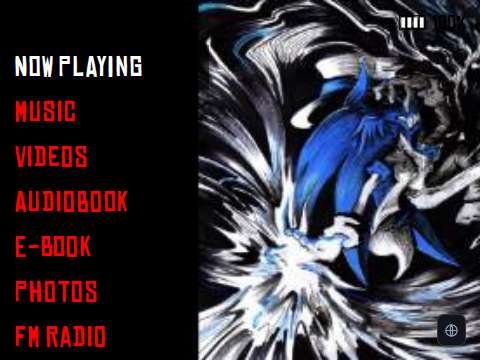 NOW PLAYING
MUSIC
VIDEOS
AUDIOBOOK
E-BOOK
PHOTOS
FM RADIO